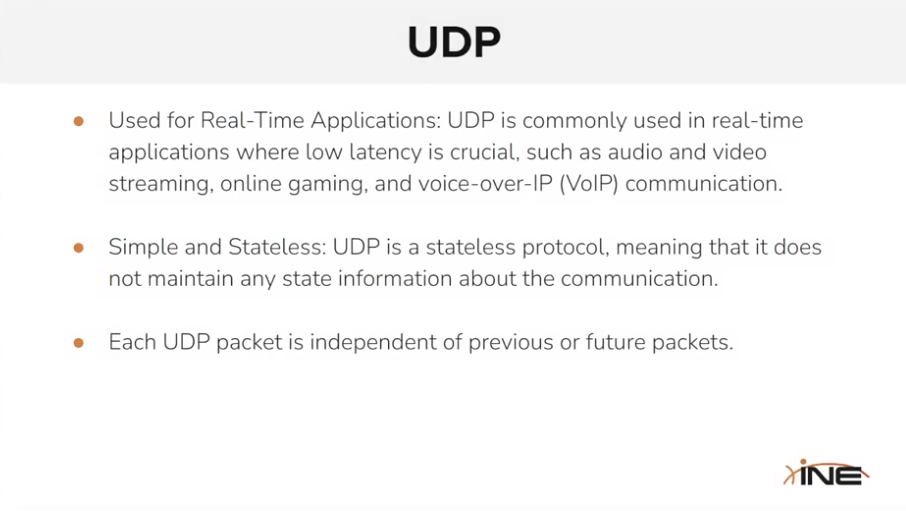 UDP
● Used for Real-Time Applications: UDP is commonly used in real-time
applications where low latency is crucial, such as audio and video
streaming, online gaming, and voice-over-IP (VoIP) communication.
● Simple and Stateless: UDP is a stateless protocol, meaning that it does
not maintain any state information about the communication.
● Each UDP packet is independent of previous or future packets.
INE